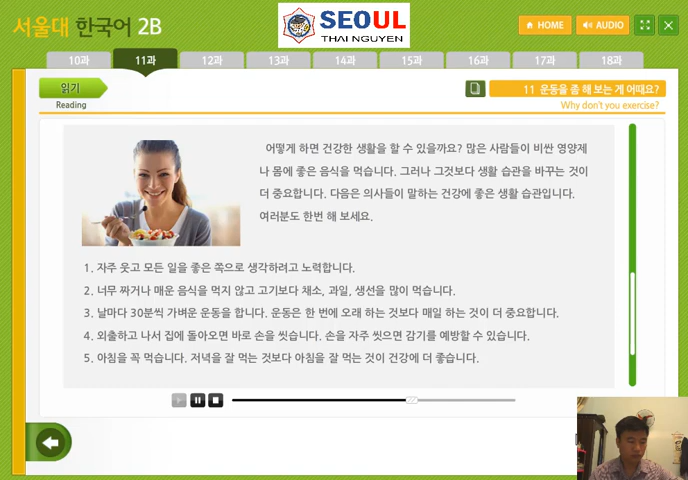 서울대 한국어 2B
SEOUL
THAI NGUYEN
HOME
AUDIO
10과
11과
12과
13과
14과
15과
16과
17과
18과
읽기
Reading
11 운동을 좀 해 보는 게 어때요?
Why don't you exercise?
어떻게 하면 건강한 생활을 할 수 있을까요? 많은 사람들이 비싼 영양제
나 몸에 좋은 음식을 먹습니다. 그러나 그것보다 생활 습관을 바꾸는 것이
더 중요합니다. 다음은 의사들이 말하는 건강에 좋은 생활 습관입니다.
여러분도 한번 해 보세요.
1. 자주 웃고 모든 일을 좋은 쪽으로 생각하려고 노력합니다.
2. 너무 짜거나 매운 음식을 먹지 않고 고기보다 채소, 과일, 생선을 많이 먹습니다.
3. 날마다 30분씩 가벼운 운동을 합니다. 운동은 한 번에 오래 하는 것보다 매일 하는 것이 더 중요합니다.
4. 외출하고 나서 집에 돌아오면 바로 손을 씻습니다. 손을 자주 씻으면 감기를 예방할 수 있습니다.
5. 아침을 꼭 먹습니다. 저녁을 잘 먹는 것보다 아침을 잘 먹는 것이 건강에 더 좋습니다.